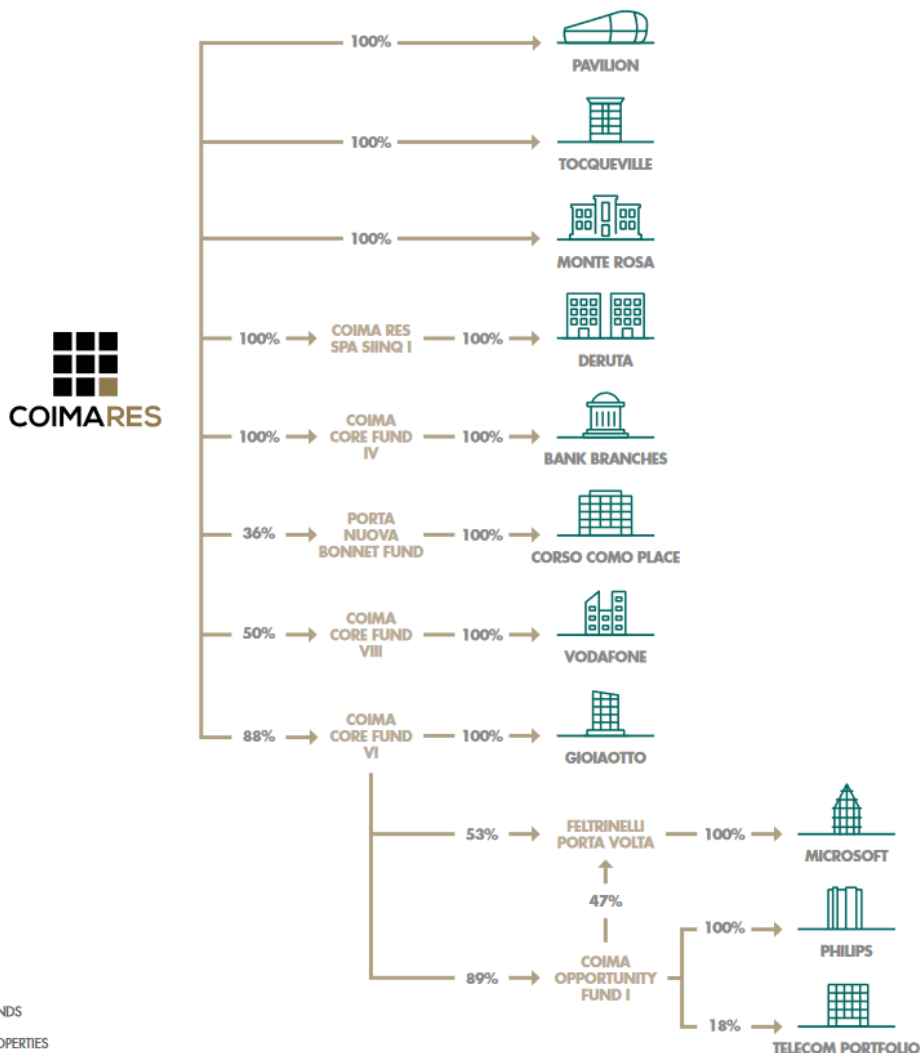 100%
PAVILION
100%
TOCQUEVILLE
100%
MONTE ROSA
COIMARES
100%
COIMA RES
SPA SIINQ I
100%
DERUTA
100%
COIMA
CORE FUND
IV
100%
BANK BRANCHES
36%
PORTA
NUOVA
BONNET FUND
100%
CORSO COMO PLACE
50%
COIMA
CORE FUND
VIII
100%
VODAFONE
88%
COIMA
CORE FUND
VI
100%
GIOIAOTTO
53%
FELTRINELLI
PORTA VOLTA
100%
MICROSOFT
47%
89%
COIMA
OPPORTUNITY
FUND I
100%
PHILIPS
18%
TELECOM PORTFOLIO
NDS
OPERTIES